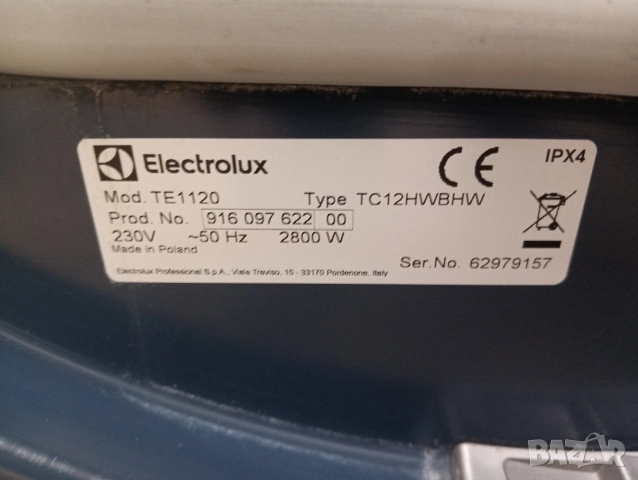 Electrolux
IPX4
Mod. TE1120 Type TC12HWBHW
Prod. No. 916 097 622 00
230V ~50 Hz 2800 W
Made in Poland
Ser.No. 62979157
Electrolux Professional S.p.A., Viale Treviso, 15 - 33170 Pordenone, Italy
BAZAR